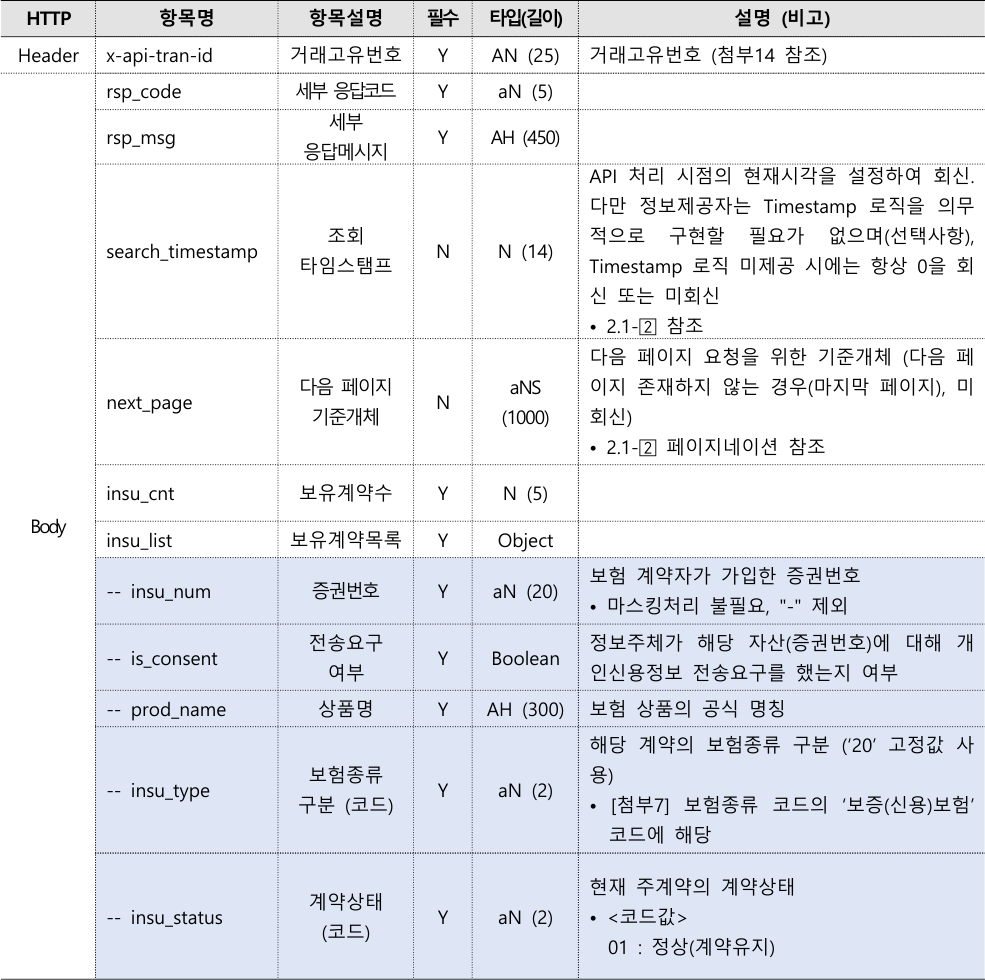 HTTP 항목명 항목설명 필수 타입(길이) 설명 (비고)
Header x-api-tran-id 거래고유번호 Y AN (25) 거래고유번호 (첨부14 참조)
Body
rsp_code 세부 응답코드 Y aN (5)
rsp_msg 세부
응답메시지 Y AH (450)
search_timestamp 조회
타임스탬프 N N (14) API 처리 시점의 현재시각을 설정하여 회신.
다만 정보제공자는 Timestamp 로직을 의무
적으로 구현할 필요가 없으며(선택사항),
Timestamp 로직 미제공 시에는 항상 0을 회
신 또는 미회신
• 2.1-2️⃣ 참조
next_page 다음 페이지
기준개체 N aNS
(1000) 다음 페이지 요청을 위한 기준개체 (다음 페
이지 존재하지 않는 경우(마지막 페이지), 미
회신)
• 2.1-2️⃣ 페이지네이션 참조
insu_cnt 보유계약수 Y N (5)
insu_list 보유계약목록 Y Object
-- insu_num 증권번호 Y aN (20) 보험 계약자가 가입한 증권번호
• 마스킹처리 불필요, "-" 제외
-- is_consent 전송요구
여부 Y Boolean 정보주체가 해당 자산(증권번호)에 대해 개
인신용정보 전송요구를 했는지 여부
-- prod_name 상품명 Y AH (300) 보험 상품의 공식 명칭
-- insu_type 보험종류
구분 (코드) Y aN (2) 해당 계약의 보험종류 구분 (‘20’ 고정값 사
용)
• [첨부7] 보험종류 코드의 ‘보증(신용)보험’
코드에 해당
-- insu_status 계약상태
(코드) Y aN (2) 현재 주계약의 계약상태
• <코드값>
01 : 정상(계약유지)